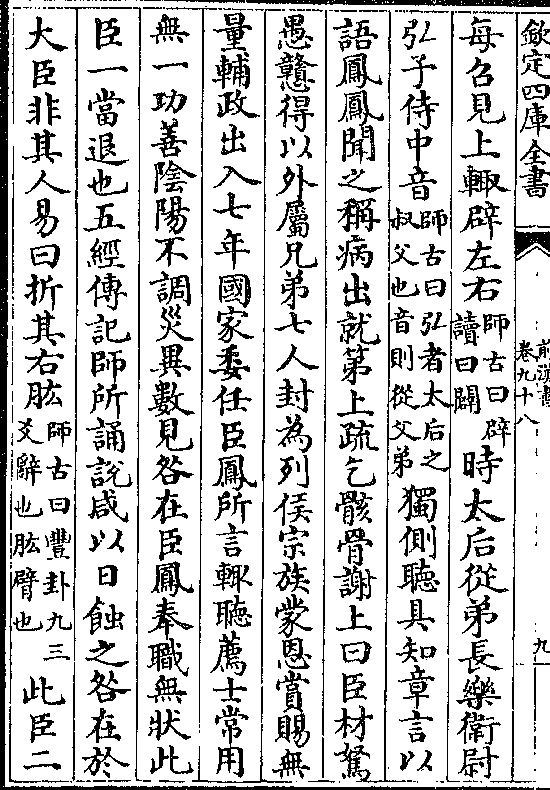 欽定四庫全書
前漢書
卷九十八
九
每召見上輒辟左右師古曰辟讀曰闢時太后從弟長樂衛尉
弘子侍中音師古曰弘者太后之叔父也音則從父弟獨側聽具知章言以
語鳳鳳聞之稱病出就第上疏乞骸骨謝上曰臣材駑
愚戇得以外屬兄弟七人封為列侯宗族蒙恩賞賜無
量輔政出入七年國家委任臣鳳所言輒聽薦士常用
無一功善陰陽不調災異數見咎在臣鳳奉職無狀此
臣一當退也五經傳記師所誦說咸以日蝕之咎在於
大臣非其人易曰折其右肱師古曰豐卦九三爻辭也肱臂也此臣二